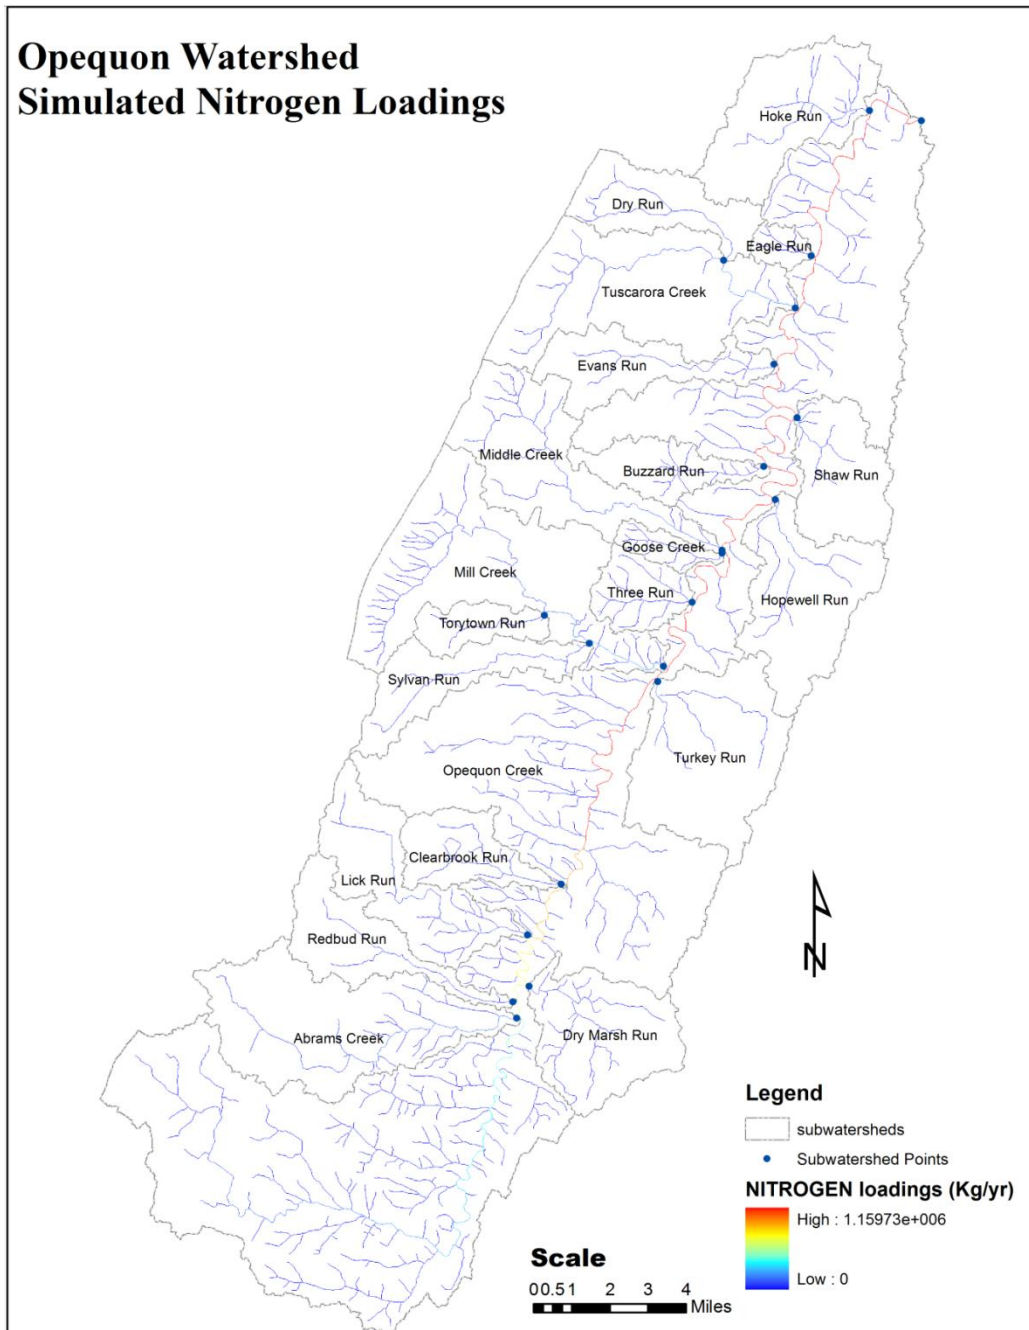 Opequon Watershed
Simulated Nitrogen Loadings
Hoke Run
Dry Run
Eagle Run
Tuscarora Creek
Evans Run
Middle Creek
Buzzard Run
Shaw Run
Goose Creek
Mill Creek
Three Run
Hopewell Run
Torytown Run
Sylvan Run
Turkey Run
Opequon Creek
Clearbrook Run
Lick Run
Redbud Run
Abrams Creek
Dry Marsh Run
N
Legend
subwatersheds
Subwatershed Points
NITROGEN loadings (Kg/yr)
High : 1.15973e+006
Low : 0
Scale
0 0.5 1 2 3 4
Miles